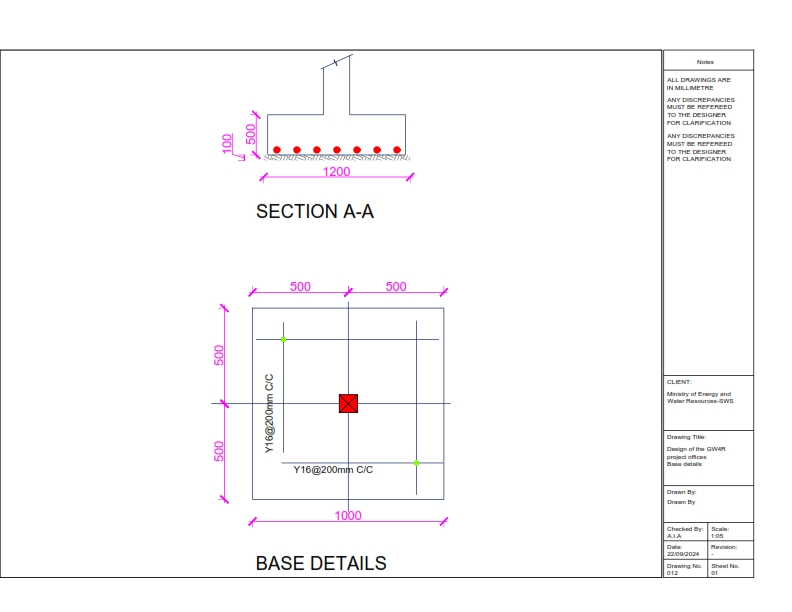 100
500
1200
SECTION A-A
500
500
500
500
Y16@200mm C/C
Y16@200mm C/C
1000
BASE DETAILS
Notes
ALL DRAWINGS ARE
IN MILLIMETRE
ANY DISCREPANCIES
MUST BE REFEREED
TO THE DESIGNER
FOR CLARIFICATION
ANY DISCREPANCIES
MUST BE REFEREED
TO THE DESIGNER
FOR CLARIFICATION
CLIENT:
Ministry of Energy and
Water Resources-SWS
Drawing Title:
Design of the GW4R
project offices
Base details
Drawn By:
Drawn By
Checked By:
A.I.A
Scale:
1:05
Date:
22/09/2024
Revision:
-
Drawing No.
012
Sheet No.
01